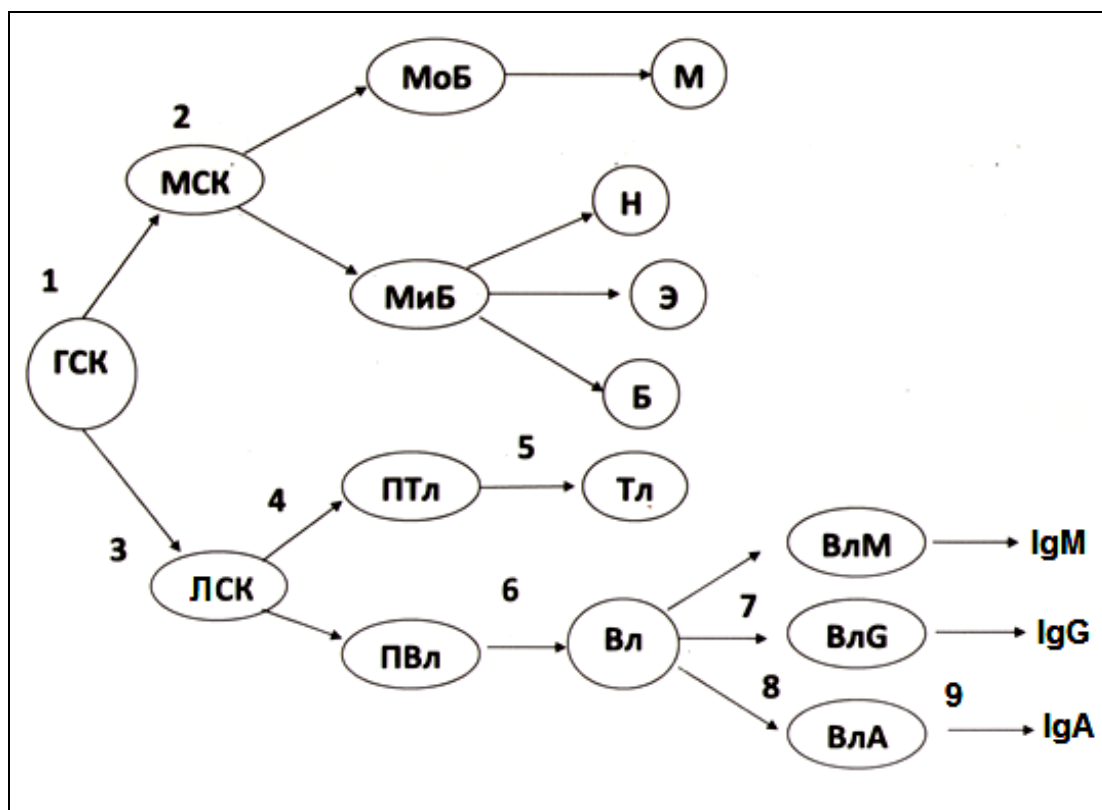 МоБ
М
2
МСК
Н
1
МиБ
Э
ГСК
Б
5
ПТл
Тл
4
3
ВлМ
IgM
ЛСК
6
7
Вл
ВлG
IgG
ПВл
8
9
ВлА
IgA